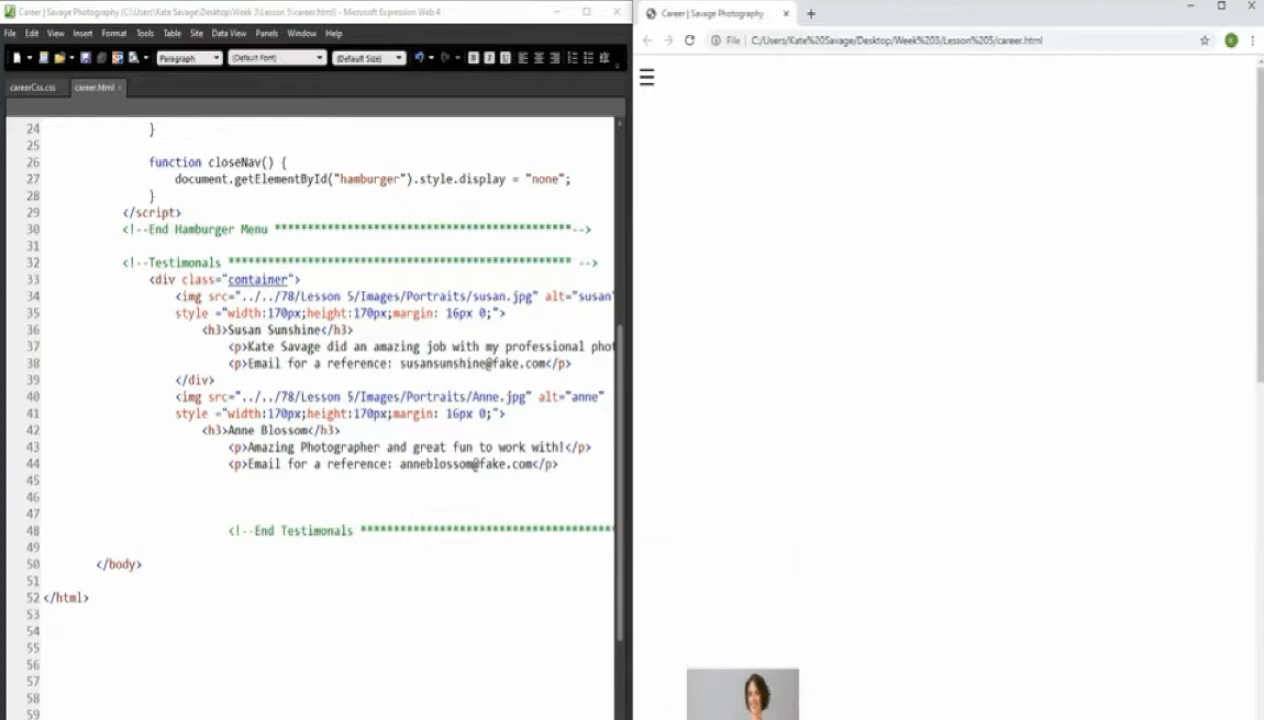 Career | Savage Photography (C:\Users\Kate Savage\Desktop\Week 3\Lesson 5\career.html) - Microsoft Expression Web 4
File Edit View Insert Format Tools Table Site Data View Panels Window Help
Paragraph (Default Font) (Default Size)
careerCss.css career.html
24 }
25
26 function closeNav() {
27 document.getElementById("hamburger").style.display = "none";
28 }
29 </script>
30 <!--End Hamburger Menu *********************************************-->
31
32 <!--Testimonals **************************************************** -->
33 <div class="container">
34 <img src="../../78/Lesson 5/Images/Portraits/susan.jpg" alt="susan"
35 style ="width:170px;height:170px;margin: 16px 0;">
36 <h3>Susan Sunshine</h3>
37 <p>Kate Savage did an amazing job with my professional phot
38 <p>Email for a reference: susansunshine@fake.com</p>
39 </div>
40 <img src="../../78/Lesson 5/Images/Portraits/Anne.jpg" alt="anne"
41 style ="width:170px;height:170px;margin: 16px 0;">
42 <h3>Anne Blossom</h3>
43 <p>Amazing Photographer and great fun to work with!</p>
44 <p>Email for a reference: anneblossom@fake.com</p>
45
46
47
48 <!--End Testimonals ***************************************
49
50 </body>
51
52 </html>
53
54
55
56
57
58
59
Career | Savage Photography
File C:/Users/Kate%20Savage/Desktop/Week%203/Lesson%205/career.html